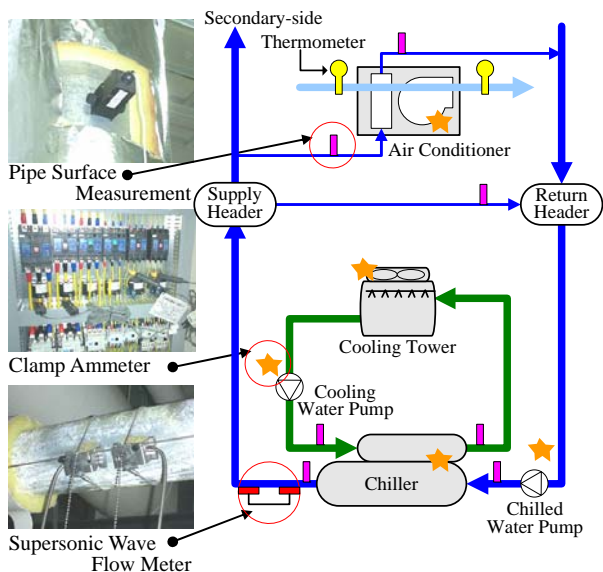 Secondary-side
Thermometer
Air Conditioner
Pipe Surface
Measurement
Supply
Header
Return
Header
Cooling Tower
Clamp Ammeter
Cooling
Water Pump
Chiller
Chilled
Water Pump
Supersonic Wave
Flow Meter